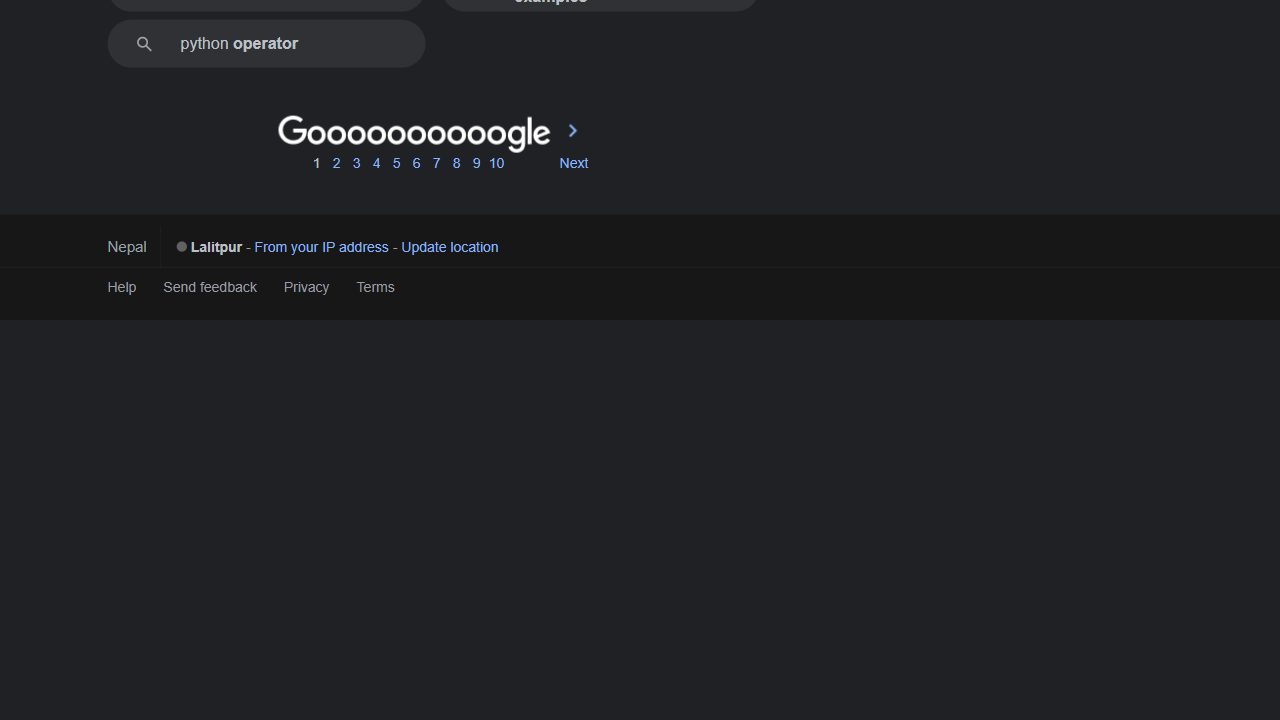 examples
python operator
Goooooooooogle
1 2 3 4 5 6 7 8 9 10 Next
Nepal Lalitpur - From your IP address - Update location
Help Send feedback Privacy Terms